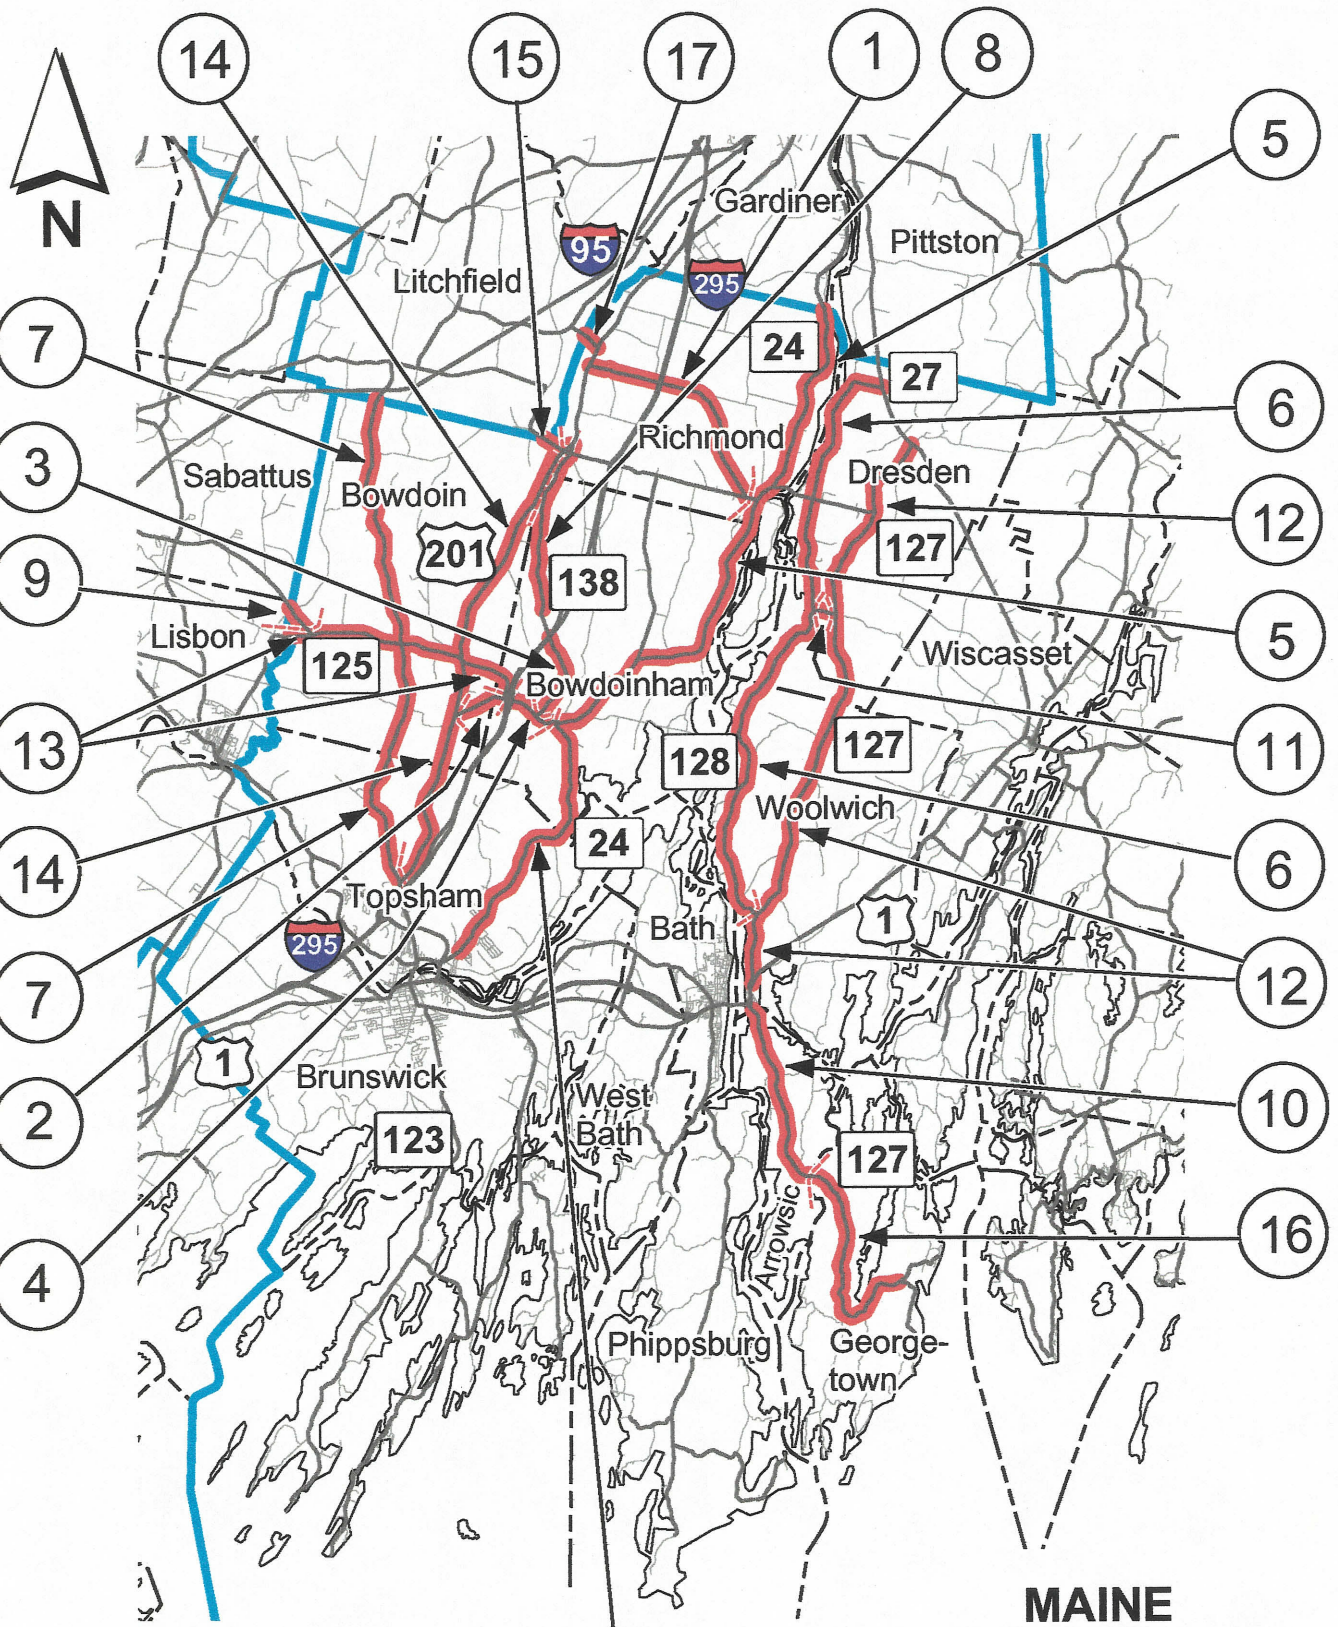 14
15
17
1
8
5
N
Gardiner
Pittston
95
Litchfield
295
7
24
27
6
Richmond
3
Sabattus
Bowdoin
Dresden
12
201
127
9
138
Lisbon
125
Wiscasset
5
Bowdoinham
13
128
127
11
Woolwich
14
24
6
Topsham
Bath
1
295
7
12
1
Brunswick
2
West
Bath
10
123
127
Arrowsic
16
4
Phippsburg
George-
town
MAINE